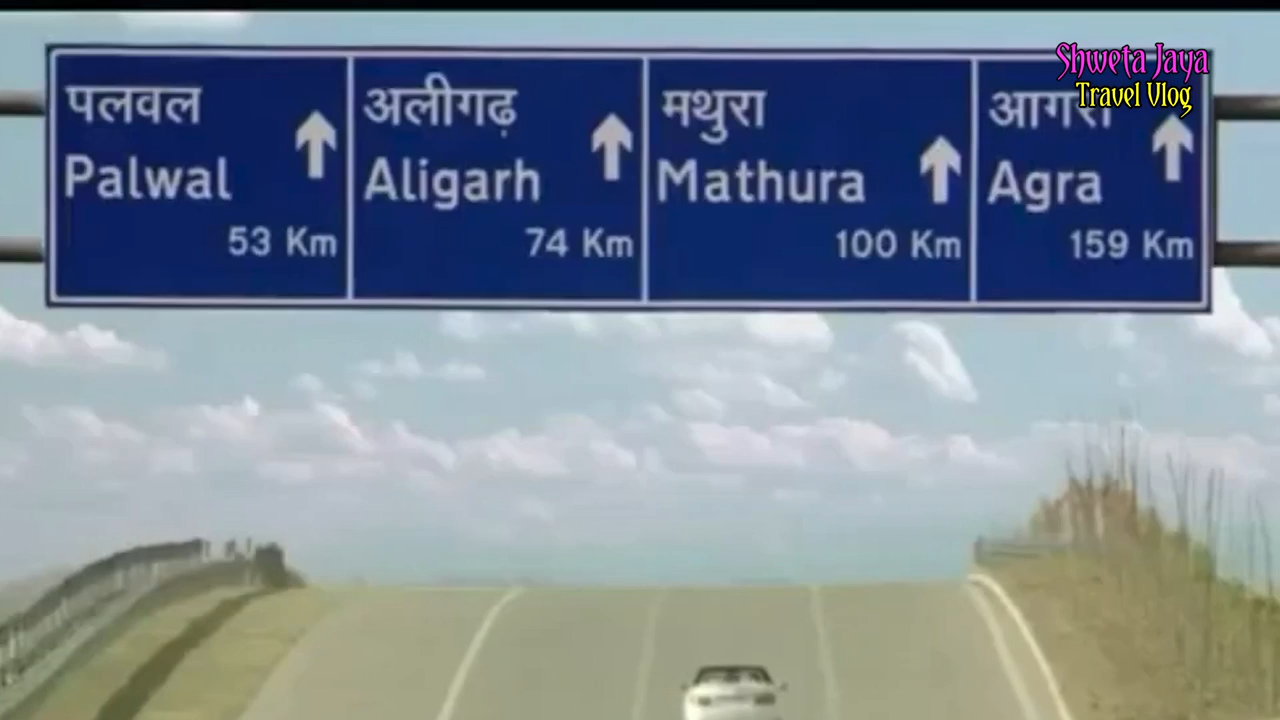 पलवल
Palwal
53 Km
अलीगढ़
Aligarh
74 Km
मथुरा
Mathura
100 Km
आगरा
Agra
159 Km
Shweta Jaya
Travel Vlog